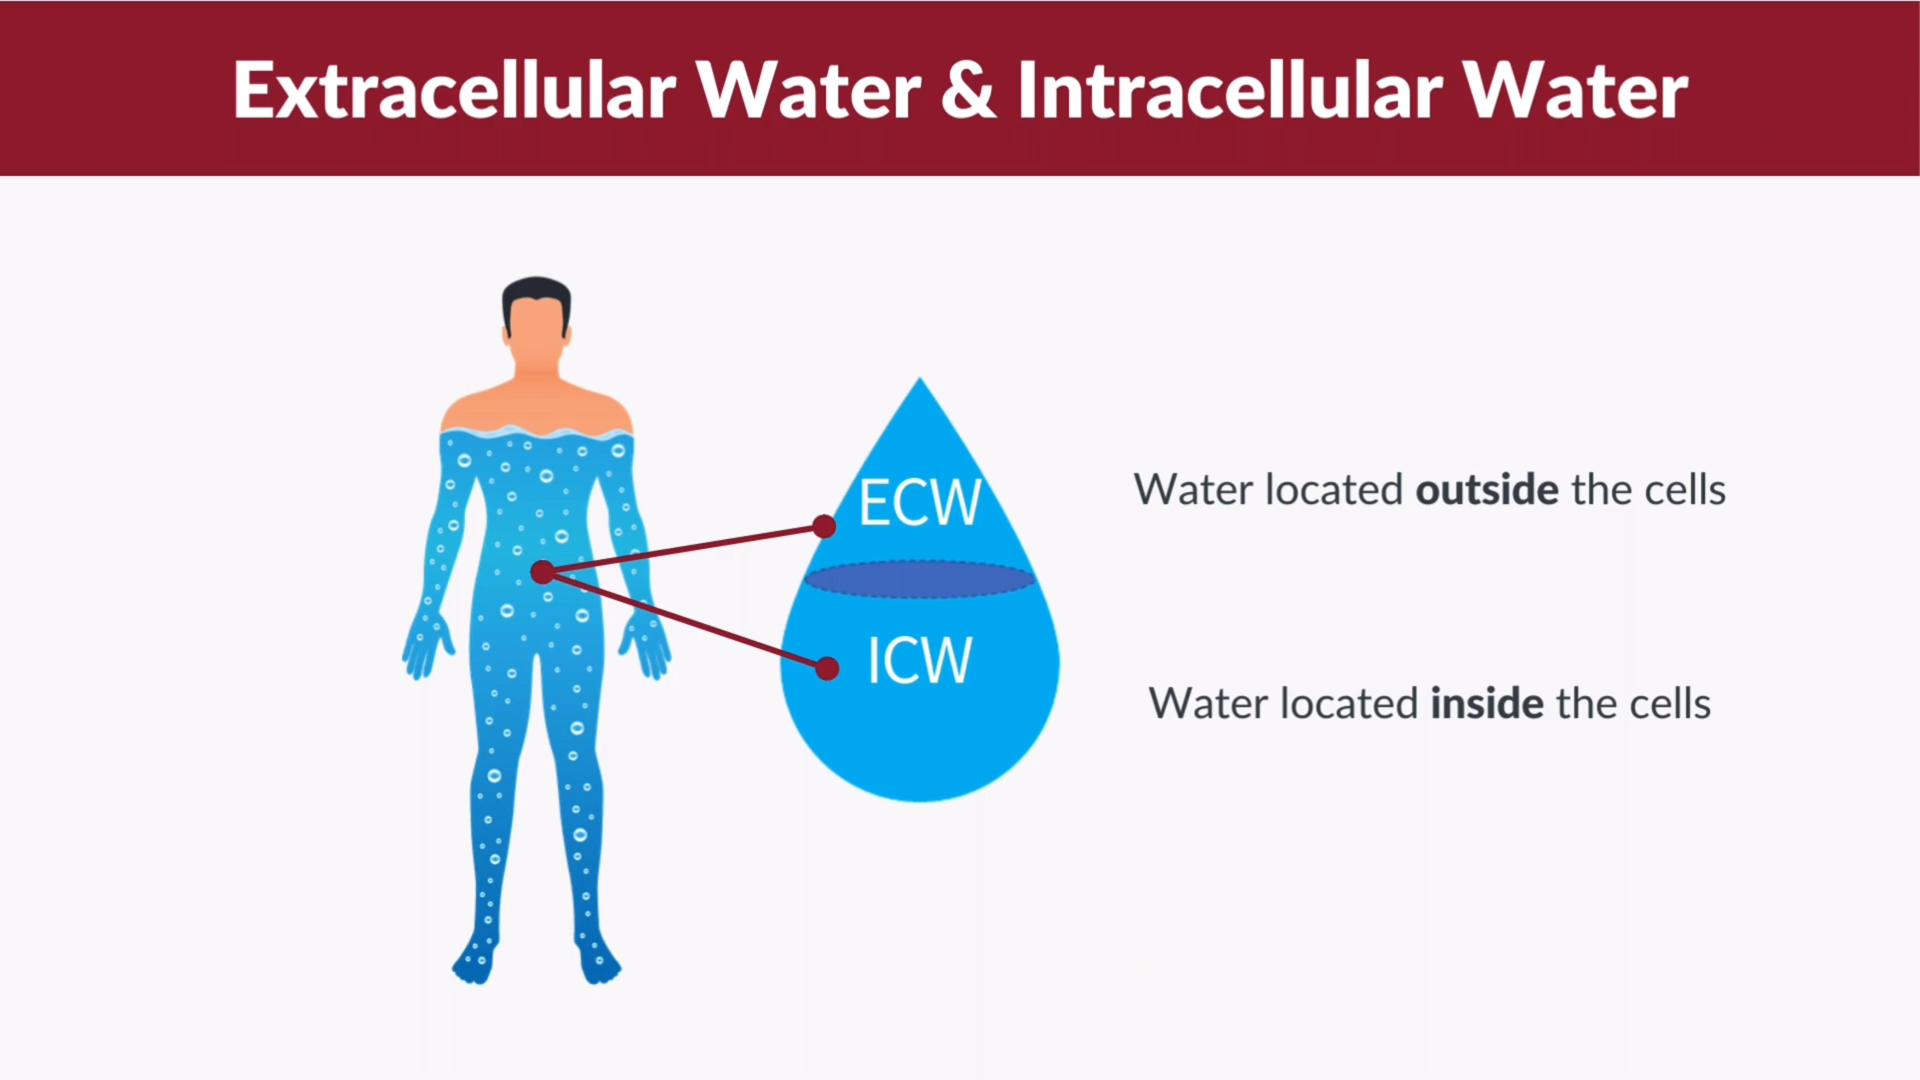 Extracellular Water & Intracellular Water
ECW
Water located outside the cells
ICW
Water located inside the cells